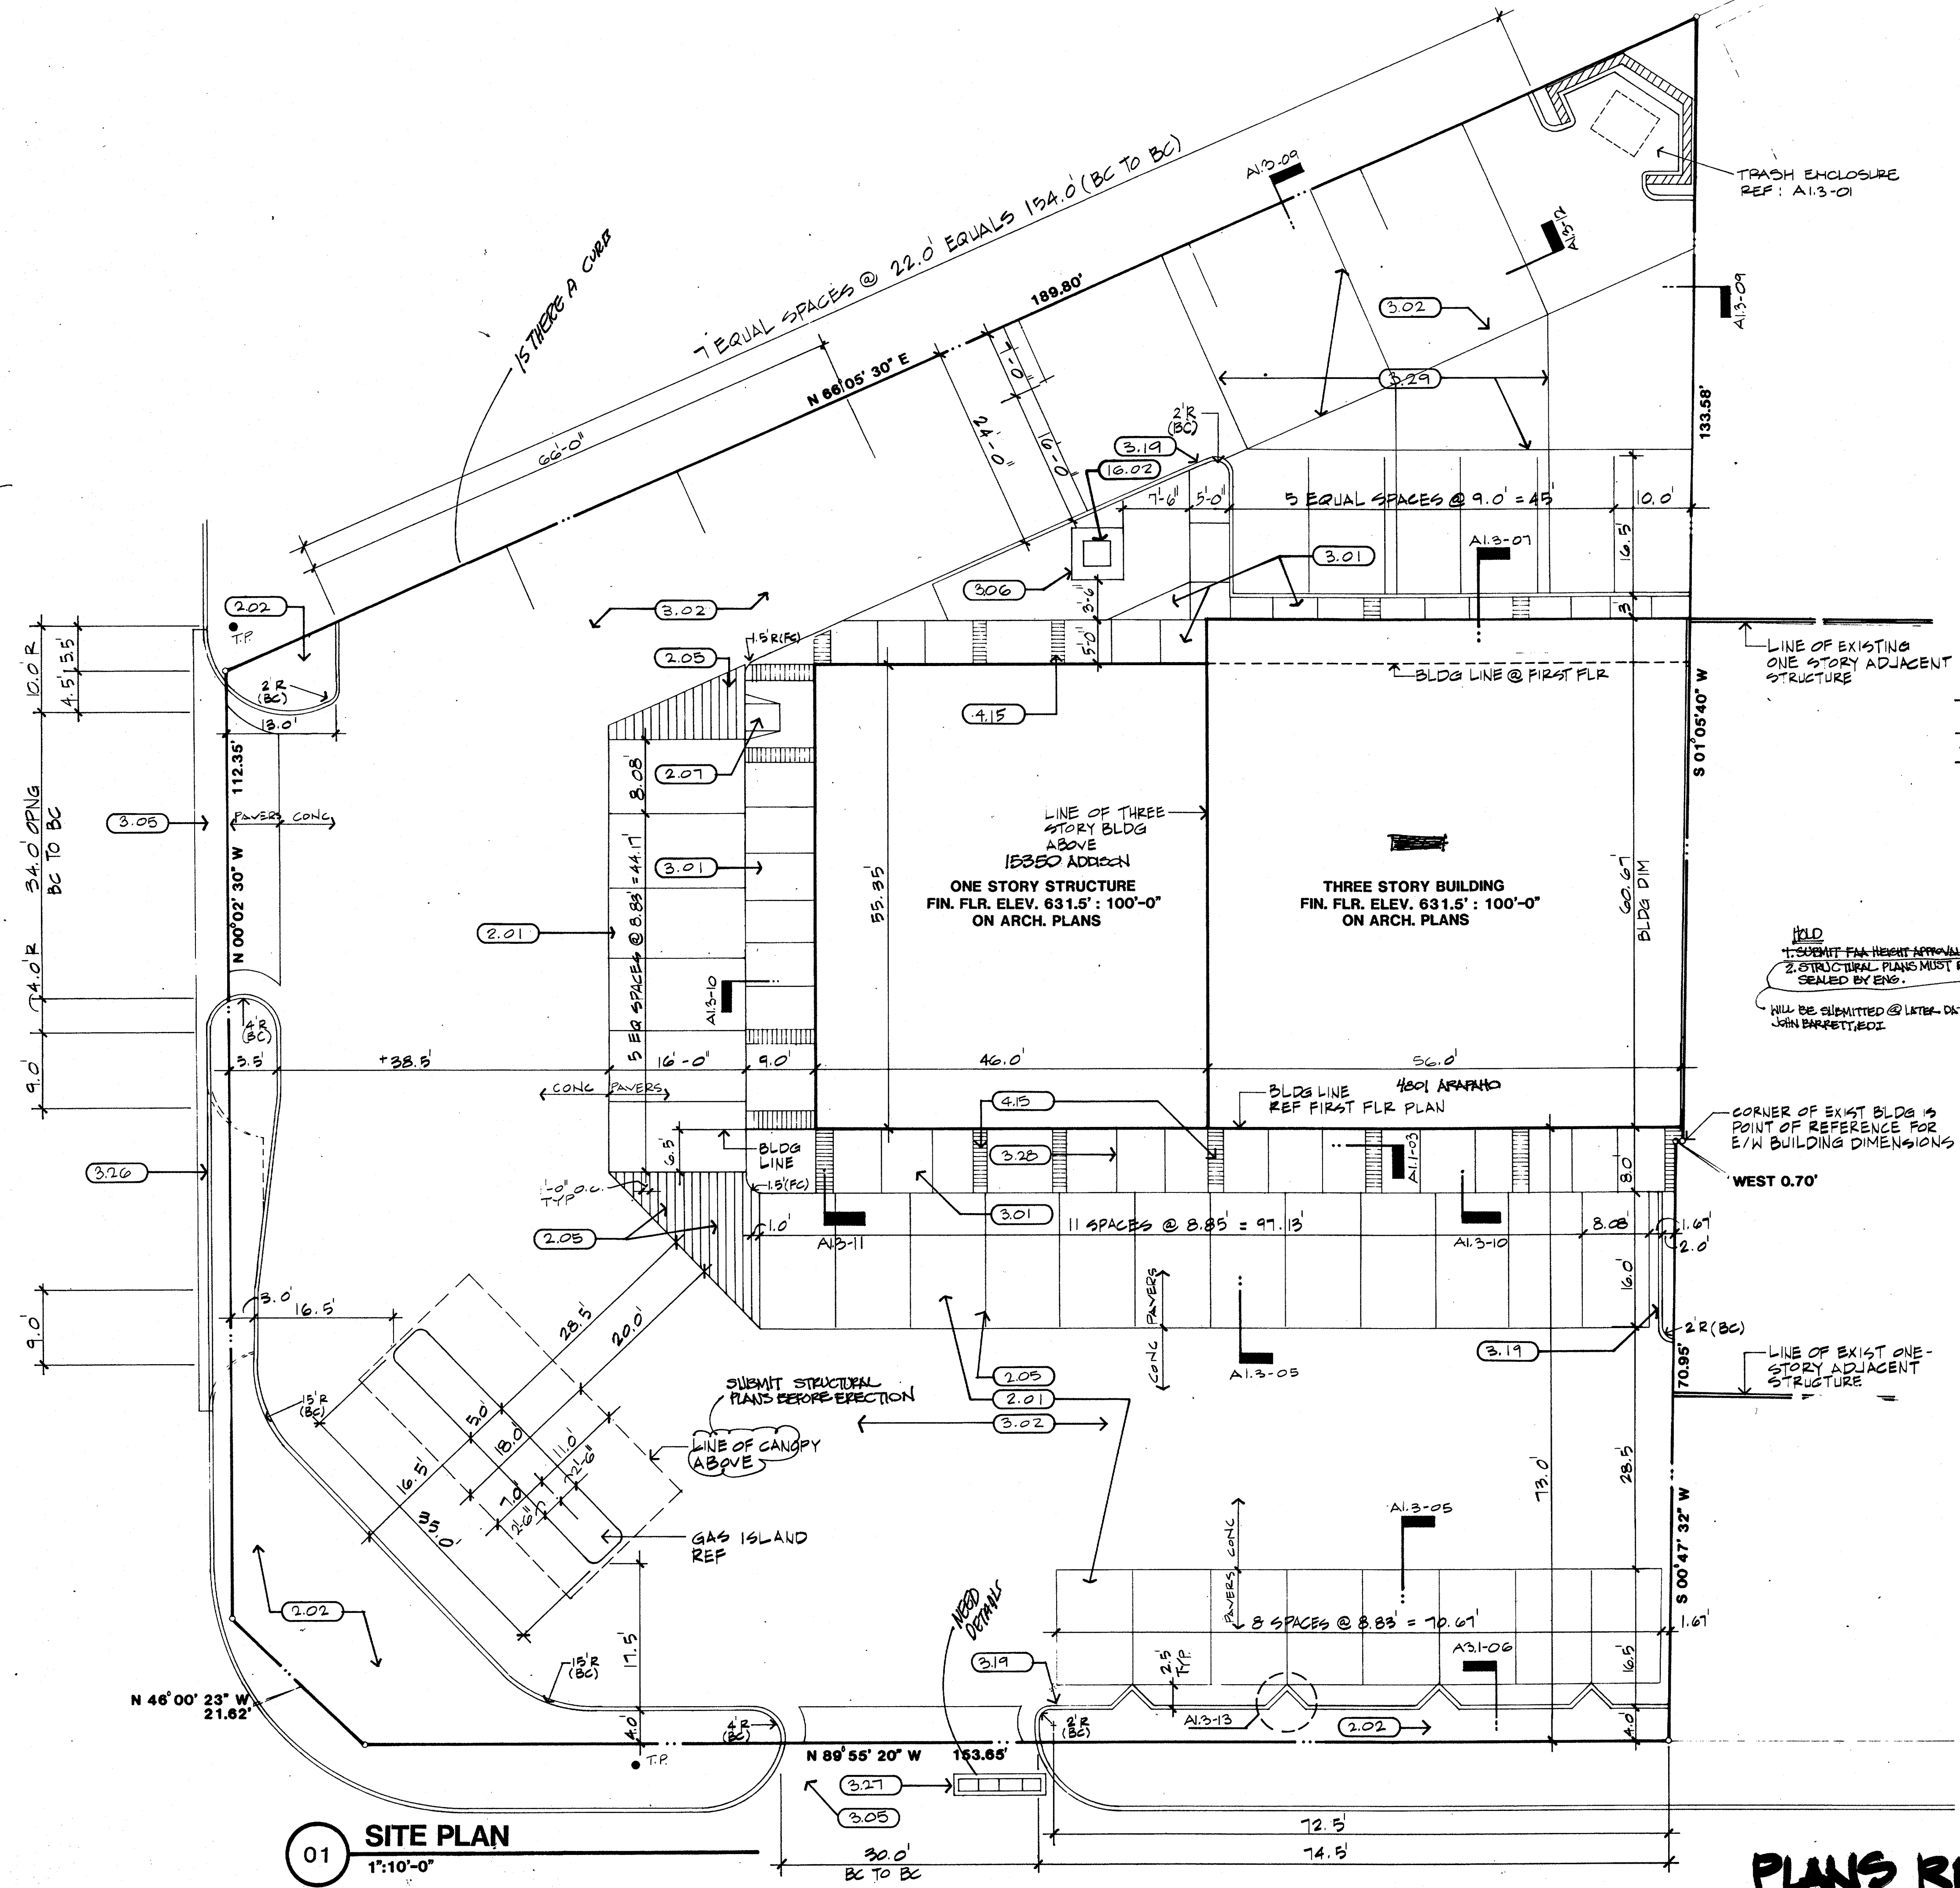 7 EQUAL SPACES @ 22.0' EQUALS 154.0' (BC TO BC)
IS THERE A CURB
66'-0"
N 66°05' 30" E
189.80'
A1.3-09
A1.3-12
TRASH ENCLOSURE
REF: A1.3-01
A1.3-09
3.02
3.29
133.58'
24'-0"
16'-0"
2'R
(BC)
3.19
16.02
7'-6"
5'-0"
5 EQUAL SPACES @ 9.0' = 45'
10.0'
16.5'
A1.3-07
3.01
3.06
3'-6"
5'-0"
3'
2.02
T.P.
3.02
1.5'R(FC)
2.05
10.0'R
4.5'
5.5'
2'R
(BC)
13.0'
4.15
BLDG LINE @ FIRST FLR
LINE OF EXISTING
ONE STORY ADJACENT
STRUCTURE
S 01°05'40" W
112.35'
2.07
8.08'
34.0' OPNG
BC TO BC
3.05
PAVERS CONC
N 00°02' 30" W
3.01
2.01
5 EQ SPACES @ 8.83' = 44.17'
55.35'
LINE OF THREE
STORY BLDG
ABOVE
15350 ADDISON
ONE STORY STRUCTURE
FIN. FLR. ELEV. 631.5' : 100'-0"
ON ARCH. PLANS
THREE STORY BUILDING
FIN. FLR. ELEV. 631.5' : 100'-0"
ON ARCH. PLANS
60.67'
BLDG DIM
HOLD
1. SUBMIT FAA HEIGHT APPROVAL
2. STRUCTURAL PLANS MUST
SEALED BY ENG.
WILL BE SUBMITTED @ LATER DA
JOHN BARRETT, EDI
A1.3-10
4.0'R
9.0'
4'R
(BC)
3.5'
+38.5'
16'-0"
9.0'
46.0'
56.0'
CONC PAVERS
4801 ARAPAHO
BLDG LINE
REF FIRST FLR PLAN
4.15
CORNER OF EXIST BLDG IS
POINT OF REFERENCE FOR
E/W BUILDING DIMENSIONS
WEST 0.70'
3.26
6.5'
BLDG
LINE
3.28
A1.1-03
8.0'
1'-0" O.C.
TYP
1.5'(FC)
2.05
1.0'
3.01
11 SPACES @ 8.85' = 97.13'
8.08'
1.67'
2.0'
A1.3-11
A1.3-10
16.0'
9.0'
3.0'
16.5'
28.5'
20.0'
PAVERS
CONC
A1.3-05
3.19
2'R(BC)
LINE OF EXIST ONE-
STORY ADJACENT
STRUCTURE
70.95'
15'R
(BC)
SUBMIT STRUCTURAL
PLANS BEFORE ERECTION
2.05
2.01
3.02
LINE OF CANOPY
ABOVE
5.0'
18.0'
11.0'
2'-6"
16.5'
7.0'
2'-6"
35.0'
GAS ISLAND
REF
73.0'
28.5'
A1.3-05
CONC
PAVERS
S 00°47' 32" W
2.02
17.5'
NEED
DETAILS
8 SPACES @ 8.83' = 70.67'
1.67'
15'R
(BC)
3.19
2.5'
TYP.
A3.1-06
16.5'
N 46°00' 23" W
21.62'
4.0'
4'R
(BC)
2'R
(BC)
A1.3-13
2.02
4.0'
T.P.
N 89°55' 20" W
153.65'
3.27
3.05
01
SITE PLAN
1":10'-0"
30.0'
BC TO BC
72.5'
74.5'
PLANS RE